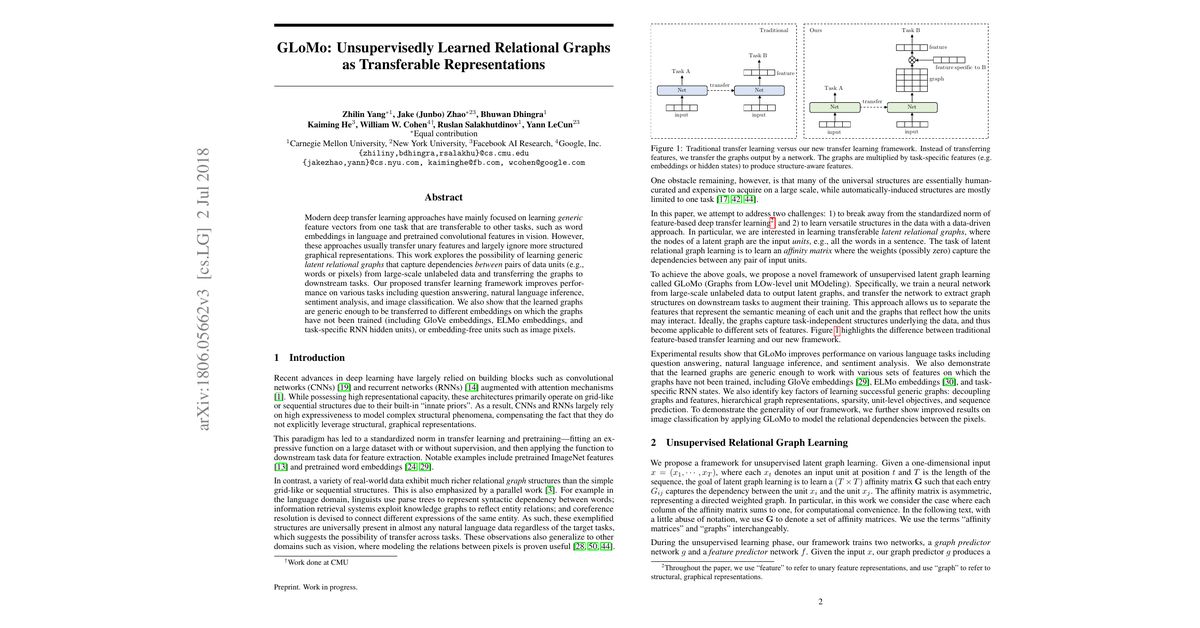 arXiv:1806.05662v3 [cs.LG] 2 Jul 2018
GLoMo: Unsupervisedly Learned Relational Graphs
as Transferable Representations
Zhilin Yang*1, Jake (Junbo) Zhao*23, Bhuwan Dhingra1
Kaiming He3, William W. Cohen4†, Ruslan Salakhutdinov1, Yann LeCun23
*Equal contribution
1Carnegie Mellon University, 2New York University, 3Facebook AI Research, 4Google, Inc.
{zhiliny,bdhingra,rsalakhu}@cs.cmu.edu
{jakezhao,yann}@cs.nyu.com, kaiminghe@fb.com, wcohen@google.com
Abstract
Modern deep transfer learning approaches have mainly focused on learning generic
feature vectors from one task that are transferable to other tasks, such as word
embeddings in language and pretrained convolutional features in vision. However,
these approaches usually transfer unary features and largely ignore more structured
graphical representations. This work explores the possibility of learning generic
latent relational graphs that capture dependencies between pairs of data units (e.g.,
words or pixels) from large-scale unlabeled data and transferring the graphs to
downstream tasks. Our proposed transfer learning framework improves perfor-
mance on various tasks including question answering, natural language inference,
sentiment analysis, and image classification. We also show that the learned graphs
are generic enough to be transferred to different embeddings on which the graphs
have not been trained (including GloVe embeddings, ELMo embeddings, and
task-specific RNN hidden units), or embedding-free units such as image pixels.
1 Introduction
Recent advances in deep learning have largely relied on building blocks such as convolutional
networks (CNNs) [19] and recurrent networks (RNNs) [14] augmented with attention mechanisms
[1]. While possessing high representational capacity, these architectures primarily operate on grid-like
or sequential structures due to their built-in “innate priors”. As a result, CNNs and RNNs largely rely
on high expressiveness to model complex structural phenomena, compensating the fact that they do
not explicitly leverage structural, graphical representations.
This paradigm has led to a standardized norm in transfer learning and pretraining—fitting an ex-
pressive function on a large dataset with or without supervision, and then applying the function to
downstream task data for feature extraction. Notable examples include pretrained ImageNet features
[13] and pretrained word embeddings [24, 29].
In contrast, a variety of real-world data exhibit much richer relational graph structures than the simple
grid-like or sequential structures. This is also emphasized by a parallel work [3]. For example in
the language domain, linguists use parse trees to represent syntactic dependency between words;
information retrieval systems exploit knowledge graphs to reflect entity relations; and coreference
resolution is devised to connect different expressions of the same entity. As such, these exemplified
structures are universally present in almost any natural language data regardless of the target tasks,
which suggests the possibility of transfer across tasks. These observations also generalize to other
domains such as vision, where modeling the relations between pixels is proven useful [28, 50, 44].
†Work done at CMU
Preprint. Work in progress.
Traditional
Task A
Net
input
transfer
Task B
feature
Net
input
Ours
Task A
Net
input
transfer
Task B
feature
feature specific to B
graph
Net
input
Figure 1: Traditional transfer learning versus our new transfer learning framework. Instead of transferring
features, we transfer the graphs output by a network. The graphs are multiplied by task-specific features (e.g.
embeddings or hidden states) to produce structure-aware features.
One obstacle remaining, however, is that many of the universal structures are essentially human-
curated and expensive to acquire on a large scale, while automatically-induced structures are mostly
limited to one task [17, 42, 44].
In this paper, we attempt to address two challenges: 1) to break away from the standardized norm of
feature-based deep transfer learning2, and 2) to learn versatile structures in the data with a data-driven
approach. In particular, we are interested in learning transferable latent relational graphs, where
the nodes of a latent graph are the input units, e.g., all the words in a sentence. The task of latent
relational graph learning is to learn an affinity matrix where the weights (possibly zero) capture the
dependencies between any pair of input units.
To achieve the above goals, we propose a novel framework of unsupervised latent graph learning
called GLoMo (Graphs from LOw-level unit MOdeling). Specifically, we train a neural network
from large-scale unlabeled data to output latent graphs, and transfer the network to extract graph
structures on downstream tasks to augment their training. This approach allows us to separate the
features that represent the semantic meaning of each unit and the graphs that reflect how the units
may interact. Ideally, the graphs capture task-independent structures underlying the data, and thus
become applicable to different sets of features. Figure 1 highlights the difference between traditional
feature-based transfer learning and our new framework.
Experimental results show that GLoMo improves performance on various language tasks including
question answering, natural language inference, and sentiment analysis. We also demonstrate
that the learned graphs are generic enough to work with various sets of features on which the
graphs have not been trained, including GloVe embeddings [29], ELMo embeddings [30], and task-
specific RNN states. We also identify key factors of learning successful generic graphs: decoupling
graphs and features, hierarchical graph representations, sparsity, unit-level objectives, and sequence
prediction. To demonstrate the generality of our framework, we further show improved results on
image classification by applying GLoMo to model the relational dependencies between the pixels.
2 Unsupervised Relational Graph Learning
We propose a framework for unsupervised latent graph learning. Given a one-dimensional input
x = (x1, · · · , xT), where each xt denotes an input unit at position t and T is the length of the
sequence, the goal of latent graph learning is to learn a (T × T) affinity matrix G such that each entry
Gij captures the dependency between the unit xi and the unit xj. The affinity matrix is asymmetric,
representing a directed weighted graph. In particular, in this work we consider the case where each
column of the affinity matrix sums to one, for computational convenience. In the following text, with
a little abuse of notation, we use G to denote a set of affinity matrices. We use the terms “affinity
matrices” and “graphs” interchangeably.
During the unsupervised learning phase, our framework trains two networks, a graph predictor
network g and a feature predictor network f. Given the input x, our graph predictor g produces a
2Throughout the paper, we use “feature” to refer to unary feature representations, and use “graph” to refer to
structural, graphical representations.
2